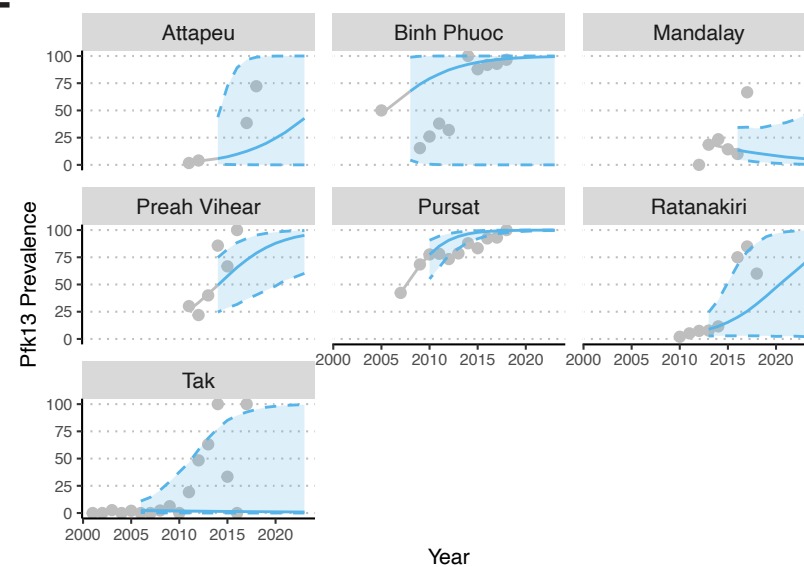 Attapeu Binh Phuoc Mandalay
100
75
50
25
0
Preah Vihear Pursat Ratanakiri
100
75
50
25
0
2000 2005 2010 2015 2020 2000 2005 2010 2015 2020
Tak
100
75
50
25
0
2000 2005 2010 2015 2020
Pfk13 Prevalence
Year